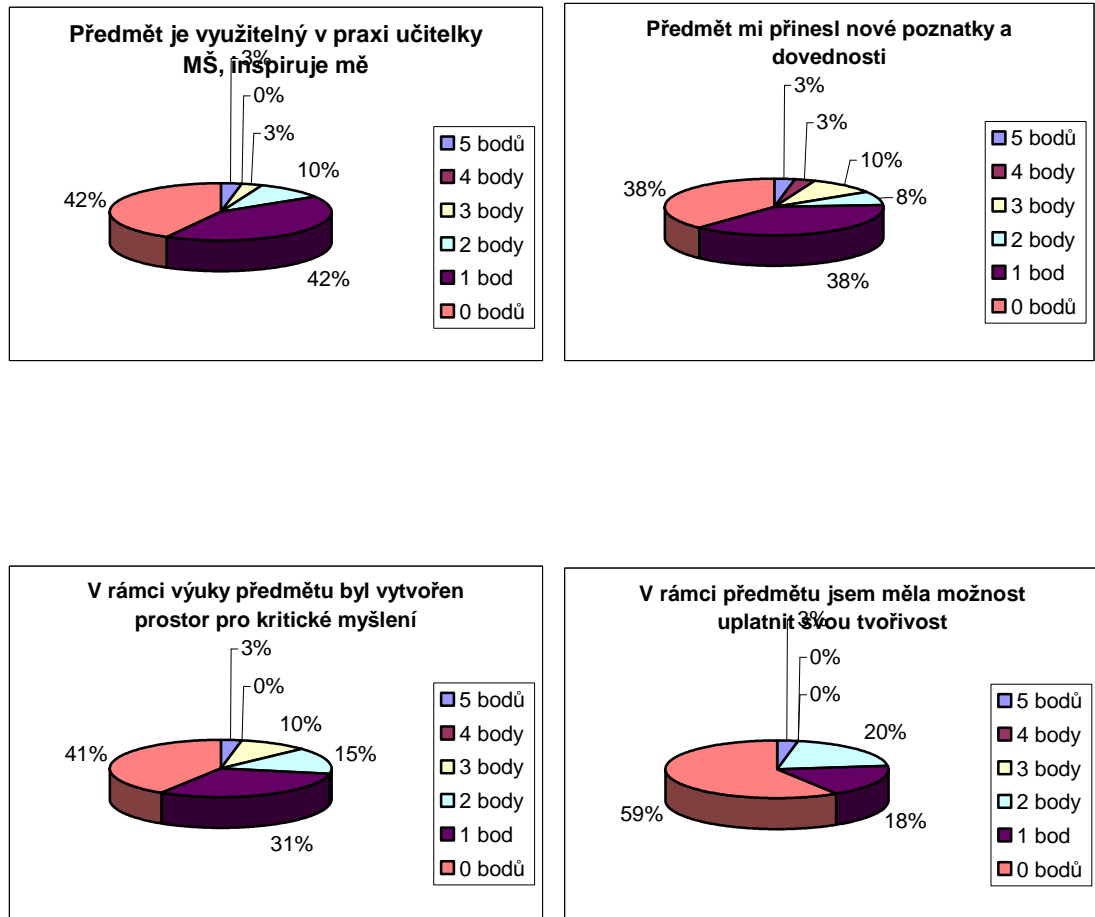 Předmět je využitelný v praxi učitelky
MŠ, inspiruje mě
3%
0%
3%
10%
42%
42%
5 bodů
4 body
3 body
2 body
1 bod
0 bodů
Předmět mi přinesl nové poznatky a
dovednosti
3%
3%
10%
8%
38%
38%
5 bodů
4 body
3 body
2 body
1 bod
0 bodů
V rámci výuky předmětu byl vytvořen
prostor pro kritické myšlení
3%
0%
10%
15%
41%
31%
5 bodů
4 body
3 body
2 body
1 bod
0 bodů
V rámci předmětu jsem měla možnost
uplatnit svou tvořivost
3%
0%
0%
20%
59%
18%
5 bodů
4 body
3 body
2 body
1 bod
0 bodů